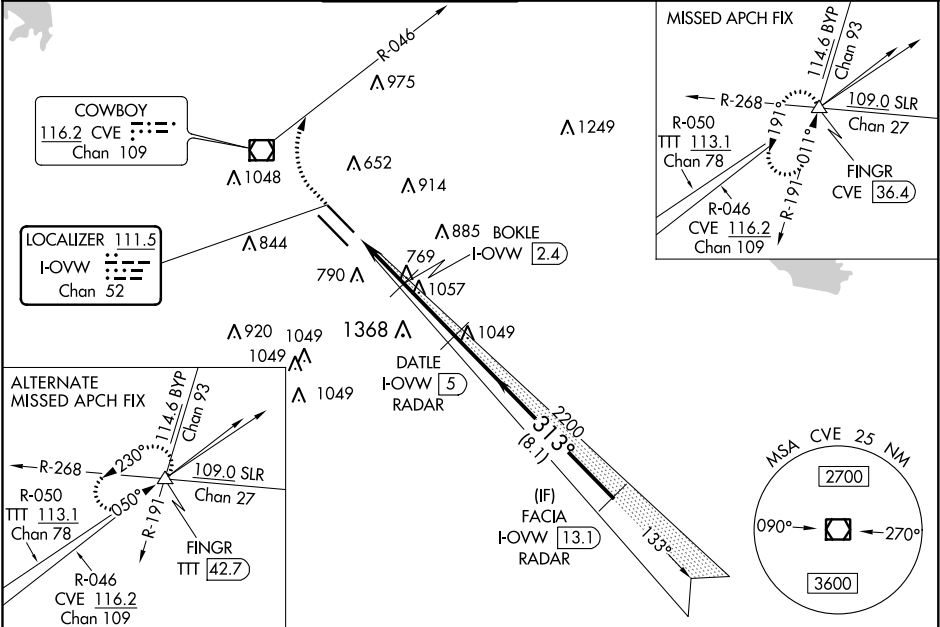 R-046
975
COWBOY
116.2 CVE
Chan 109
1249
1048
652
914
LOCALIZER 111.5
I-OVW
Chan 52
844
885
BOKLE
I-OVW 2.4
769
790
1057
920
1049
1368
1049
1049
1049
DATLE
I-OVW 5
RADAR
2200
313°
(8.1)
(IF)
FACIA
I-OVW 13.1
RADAR
133°
MISSED APCH FIX
114.6 BYP
Chan 93
R-268
191°
109.0 SLR
Chan 27
R-050
TTT 113.1
Chan 78
R-191
011°
FINGR
CVE 36.4
R-046
CVE 116.2
Chan 109
ALTERNATE
MISSED APCH FIX
114.6 BYP
Chan 93
230°
R-268
109.0 SLR
Chan 27
R-050
TTT 113.1
Chan 78
050°
R-191
FINGR
TTT 42.7
R-046
CVE 116.2
Chan 109
MSA CVE 25 NM
2700
090°
270°
3600